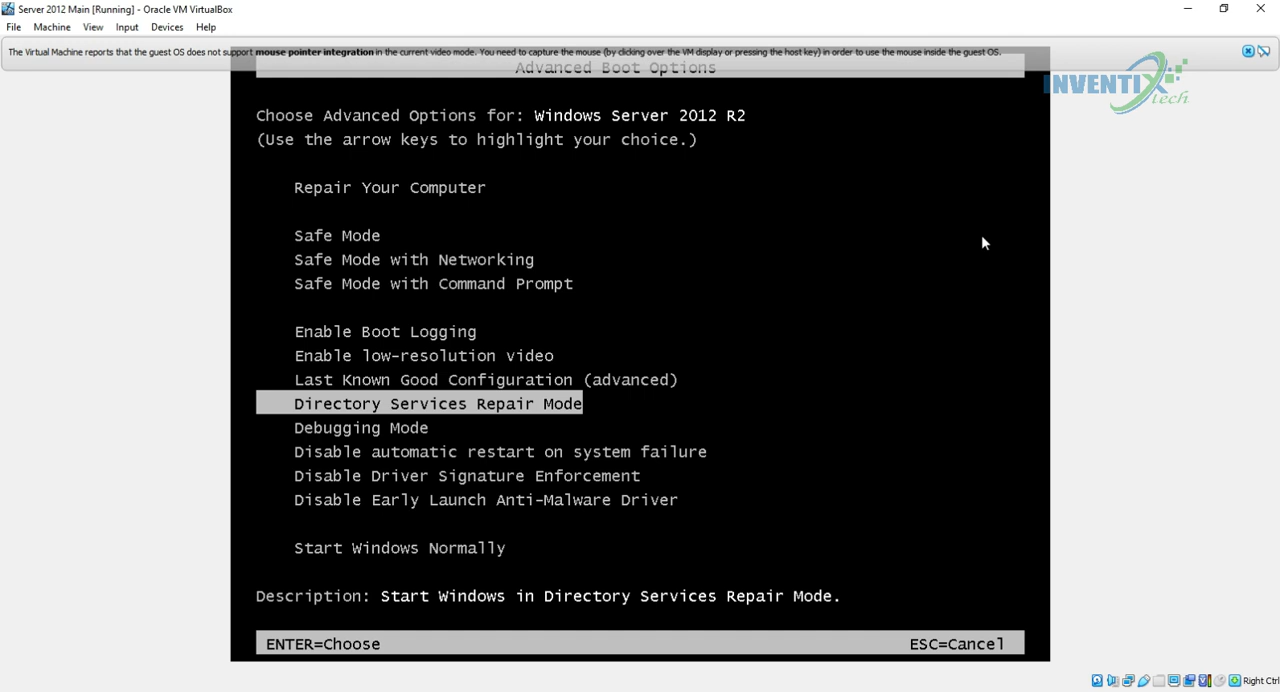 Server 2012 Main [Running] - Oracle VM VirtualBox
File Machine View Input Devices Help
The Virtual Machine reports that the guest OS does not support mouse pointer integration in the current video mode. You need to capture the mouse (by clicking over the VM display or pressing the host key) in order to use the mouse inside the guest OS.
Advanced Boot Options
INVENTIX
tech
Choose Advanced Options for: Windows Server 2012 R2
(Use the arrow keys to highlight your choice.)
Repair Your Computer
Safe Mode
Safe Mode with Networking
Safe Mode with Command Prompt
Enable Boot Logging
Enable low-resolution video
Last Known Good Configuration (advanced)
Directory Services Repair Mode
Debugging Mode
Disable automatic restart on system failure
Disable Driver Signature Enforcement
Disable Early Launch Anti-Malware Driver
Start Windows Normally
Description: Start Windows in Directory Services Repair Mode.
ENTER=Choose ESC=Cancel
Right Ctrl